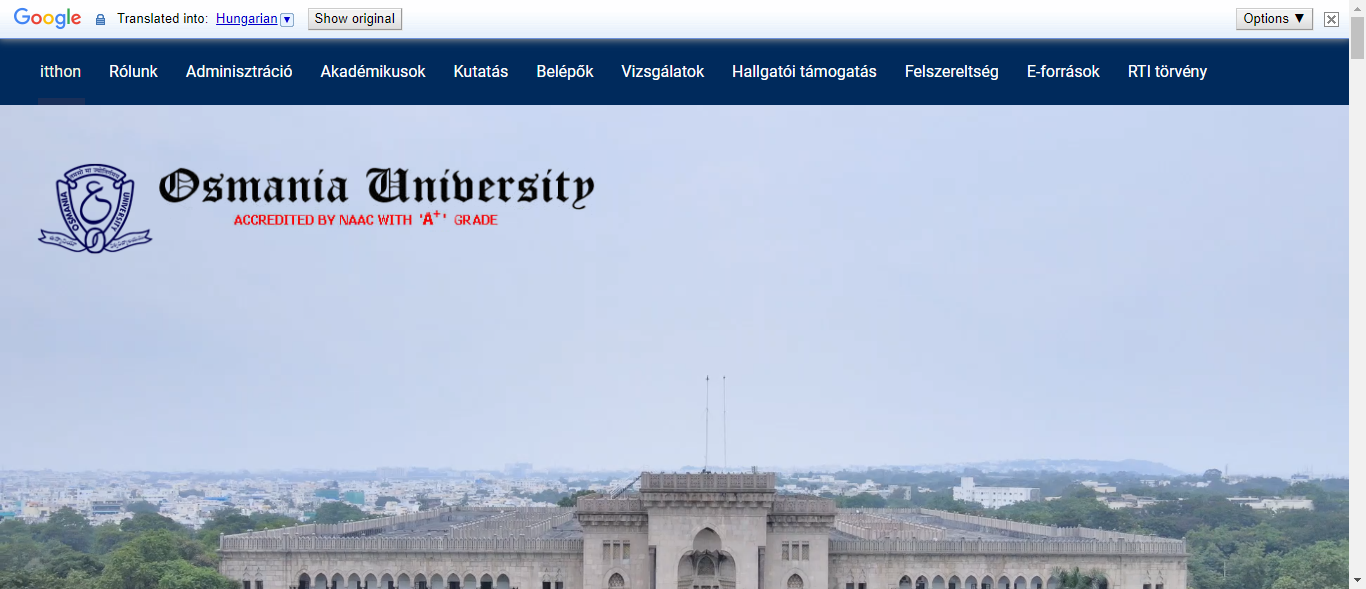 Google Translated into: Hungarian ▼ Show original Options ▼
itthon Rólunk Adminisztráció Akadémikusok Kutatás Belépők Vizsgálatok Hallgatói támogatás Felszereltség E-források RTI törvény
Osmania University
ACCREDITED BY NAAC WITH 'A+' GRADE
OSMANIA UNIVERSITY